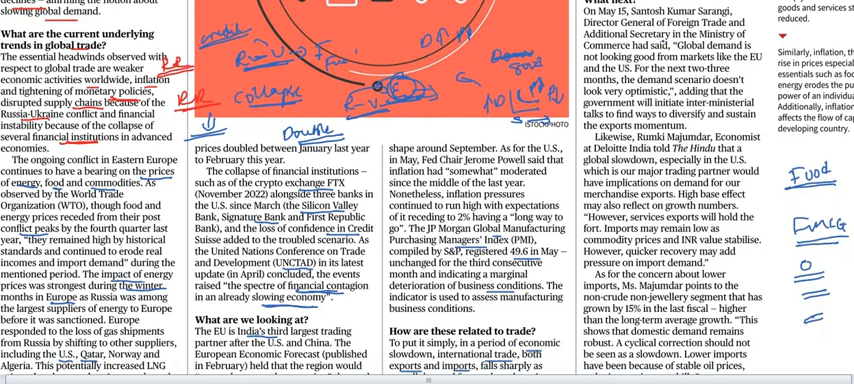 declines – affirming the notion about
slowing global demand.
What are the current underlying
trends in global trade?
The essential headwinds observed with
respect to global trade are weaker
economic activities worldwide, inflation
and tightening of monetary policies,
disrupted supply chains because of the
Russia-Ukraine conflict and financial
instability because of the collapse of
several financial institutions in advanced
economies.
The ongoing conflict in Eastern Europe
continues to have a bearing on the prices
of energy, food and commodities. As
observed by the World Trade
Organization (WTO), though food and
energy prices receded from their post
conflict peaks by the fourth quarter last
year, "they remained high by historical
standards and continued to erode real
incomes and import demand" during the
mentioned period. The impact of energy
prices was strongest during the winter
months in Europe as Russia was among
the largest suppliers of energy to Europe
before it was sanctioned. Europe
responded to the loss of gas shipments
from Russia by shifting to other suppliers,
including the U.S., Qatar, Norway and
Algeria. This potentially increased LNG
credit
Collapse
R-V
RR
RR
Double
good
ISTOCKPHOTO
prices doubled between January last year
to February this year.
The collapse of financial institutions –
such as of the crypto exchange FTX
(November 2022) alongside three banks in
the U.S. since March (the Silicon Valley
Bank, Signature Bank and First Republic
Bank), and the loss of confidence in Credit
Suisse added to the troubled scenario. As
the United Nations Conference on Trade
and Development (UNCTAD) in its latest
update (in April) concluded, the events
raised "the spectre of financial contagion
in an already slowing economy".
What are we looking at?
The EU is India's third largest trading
partner after the U.S. and China. The
European Economic Forecast (published
in February) held that the region would
shape around September. As for the U.S.,
in May, Fed Chair Jerome Powell said that
inflation had "somewhat" moderated
since the middle of the last year.
Nonetheless, inflation pressures
continued to run high with expectations
of it receding to 2% having a "long way to
go". The JP Morgan Global Manufacturing
Purchasing Managers' Index (PMI),
compiled by S&P, registered 49.6 in May –
unchanged for the third consecutive
month and indicating a marginal
deterioration of business conditions. The
indicator is used to assess manufacturing
business conditions.
How are these related to trade?
To put it simply, in a period of economic
slowdown, international trade, both
exports and imports, falls sharply as
What next?
On May 15, Santosh Kumar Sarangi,
Director General of Foreign Trade and
Additional Secretary in the Ministry of
Commerce had said, "Global demand is
not looking good from markets like the EU
and the US. For the next two-three
months, the demand scenario doesn't
look very optimistic,", adding that the
government will initiate inter-ministerial
talks to find ways to diversify and sustain
the exports momentum.
Likewise, Rumki Majumdar, Economist
at Deloitte India told The Hindu that a
global slowdown, especially in the U.S.
which is our major trading partner would
have implications on demand for our
merchandise exports. High base effect
may also reflect on growth numbers.
"However, services exports will hold the
fort. Imports may remain low as
commodity prices and INR value stabilise.
However, quicker recovery may add
pressure on import demand."
As for the concern about lower
imports, Ms. Majumdar points to the
non-crude non-jewellery segment that has
grown by 15% in the last fiscal – higher
than the long-term average growth. "This
shows that domestic demand remains
robust. A cyclical correction should not
be seen as a slowdown. Lower imports
have been because of stable oil prices,
goods and services
reduced.
Similarly, inflation, th
rise in prices especial
essentials such as foo
energy erodes the pu
power of an individua
Additionally, inflation
affects the flow of cap
developing country.
Food
FMCG